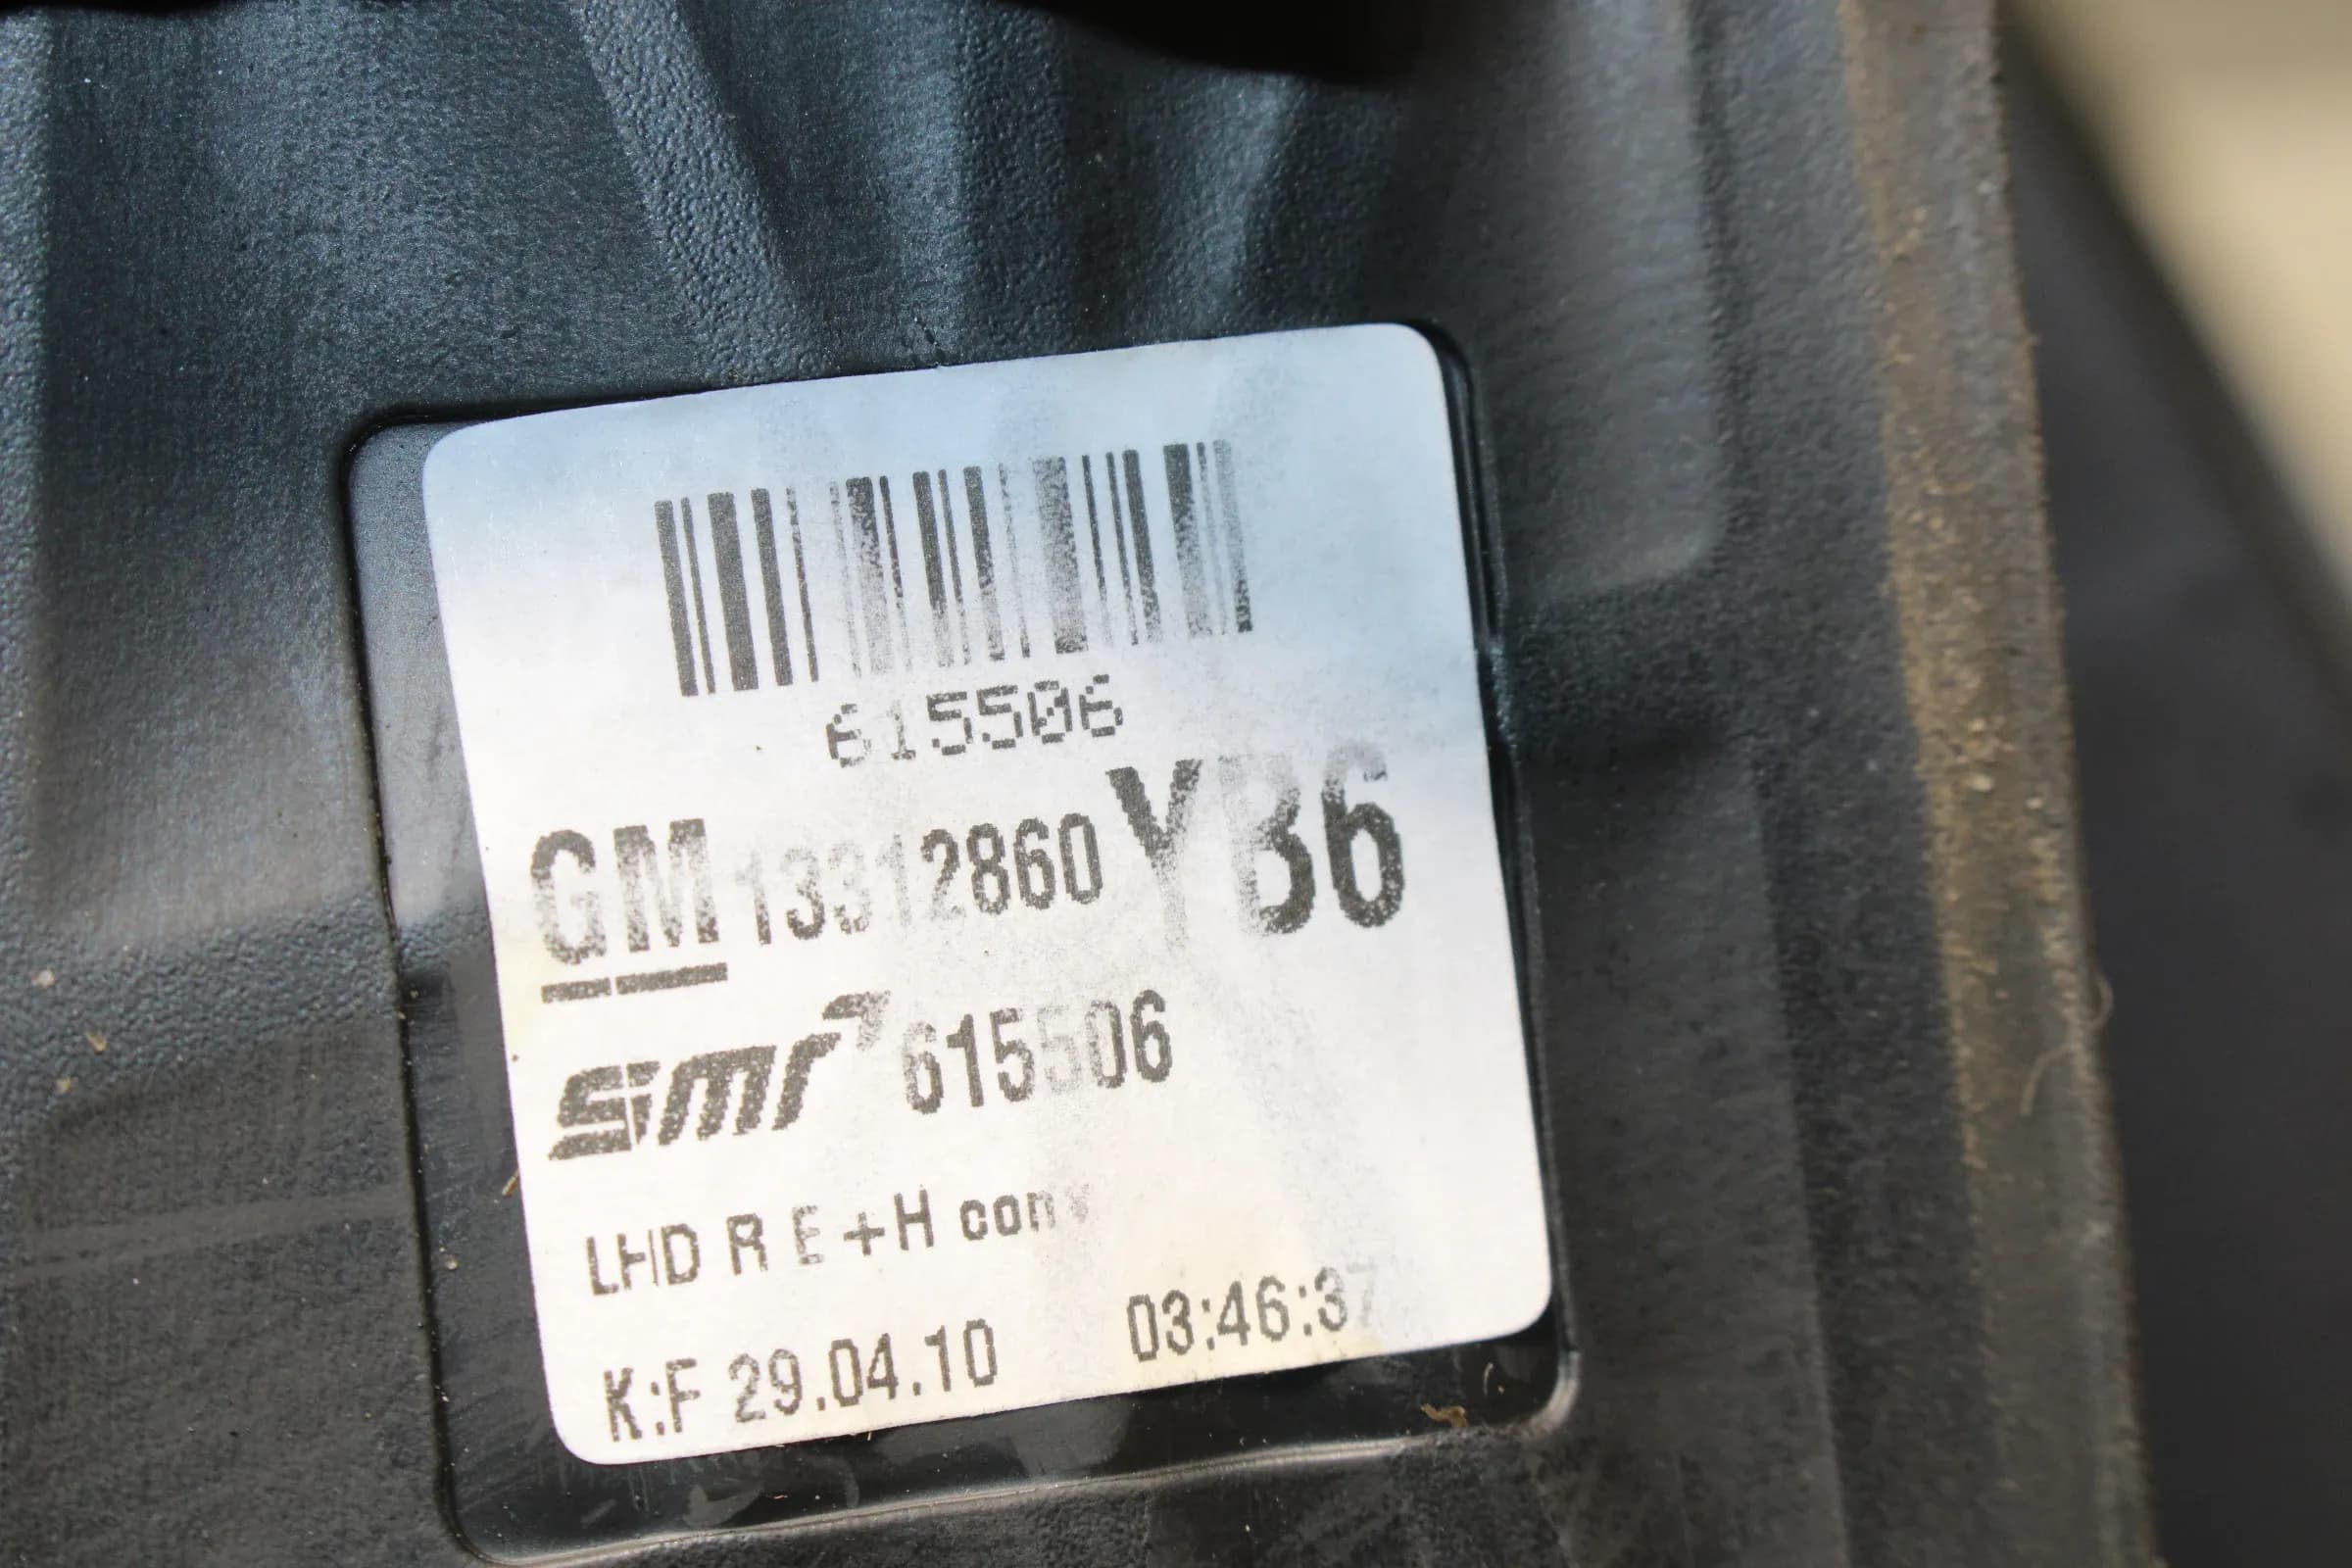 615506
GM 13312860 YB6
smr 615506
LHD R E+H conv
K:F 29.04.10 03:46:37